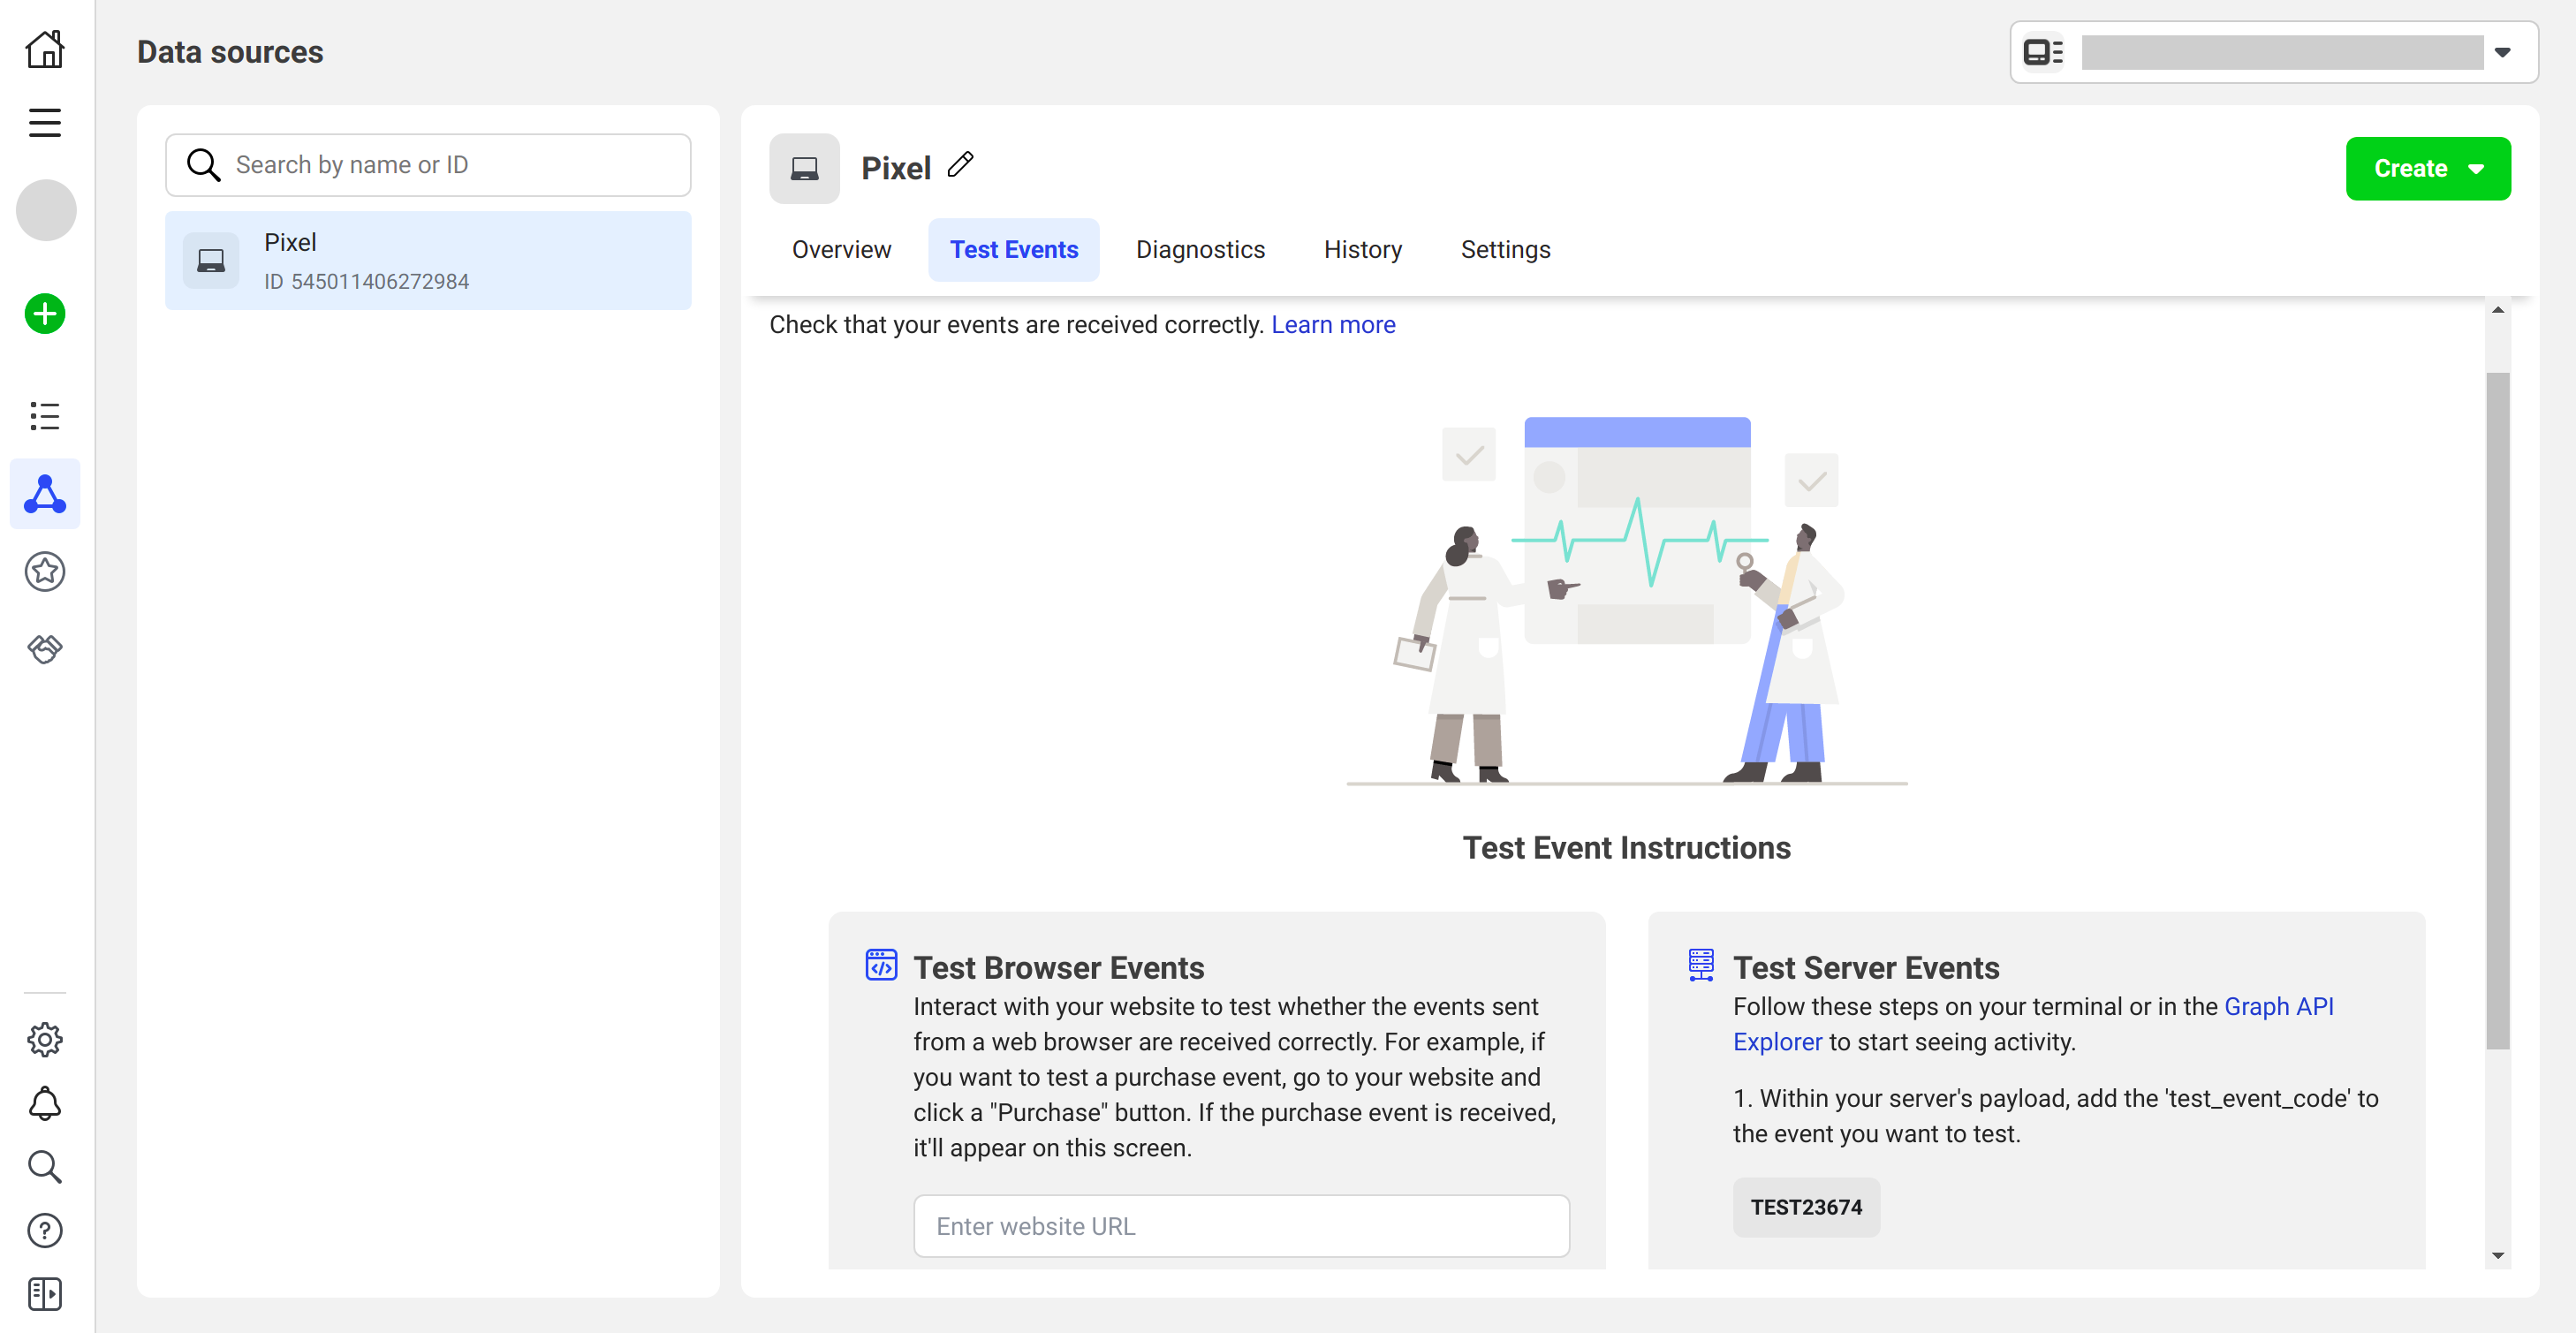 Data sources
Search by name or ID
Pixel
ID 545011406272984
Pixel
Create
Overview
Test Events
Diagnostics
History
Settings
Check that your events are received correctly. Learn more
Test Event Instructions
Test Browser Events
Interact with your website to test whether the events sent
from a web browser are received correctly. For example, if
you want to test a purchase event, go to your website and
click a "Purchase" button. If the purchase event is received,
it'll appear on this screen.
Enter website URL
Test Server Events
Follow these steps on your terminal or in the Graph API
Explorer to start seeing activity.
1. Within your server's payload, add the 'test_event_code' to
the event you want to test.
TEST23674